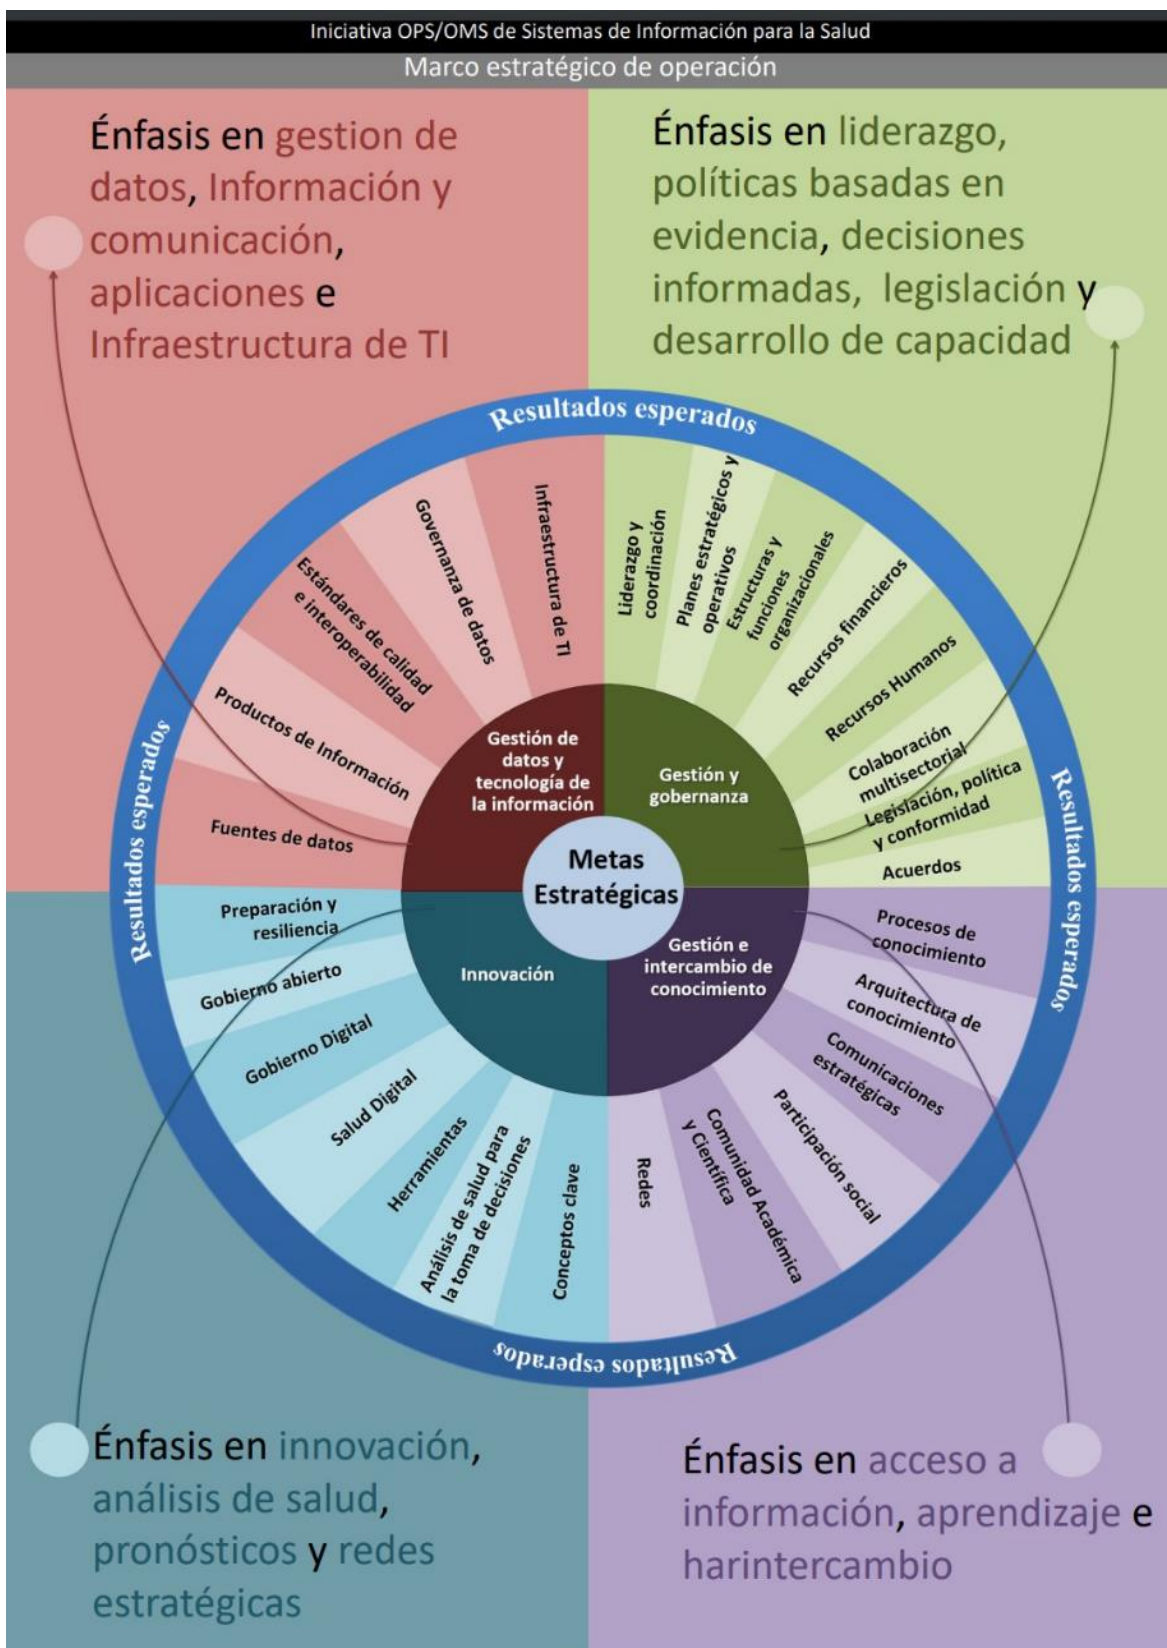 Iniciativa OPS/OMS de Sistemas de Información para la Salud
Marco estratégico de operación
Énfasis en gestion de
datos, Información y
comunicación,
aplicaciones e
Infraestructura de TI
Énfasis en liderazgo,
políticas basadas en
evidencia, decisiones
informadas, legislación y
desarrollo de capacidad
Resultados esperados
Resultados esperados
Resultados esperados
Resultados esperados
Infraestructura de TI
Governanza de datos
Estándares de calidad
e interoperabilidad
Productos de Información
Fuentes de datos
Liderazgo y
coordinación
Planes estratégicos y
operativos
Estructuras y
funciones
organizacionales
Recursos financieros
Recursos Humanos
Colaboración
multisectorial
Legislación, política
y conformidad
Acuerdos
Gestión de
datos y
tecnología de
la información
Gestión y
gobernanza
Metas
Estratégicas
Innovación
Gestión e
intercambio de
conocimiento
Procesos de
conocimiento
Arquitectura de
conocimiento
Comunicaciones
estratégicas
Participación social
Comunidad Académica
y Científica
Redes
Preparación y
resiliencia
Gobierno abierto
Gobierno Digital
Salud Digital
Herramientas
Análisis de salud para
la toma de decisiones
Conceptos clave
Énfasis en innovación,
análisis de salud,
pronósticos y redes
estratégicas
Énfasis en acceso a
información, aprendizaje e
harintercambio